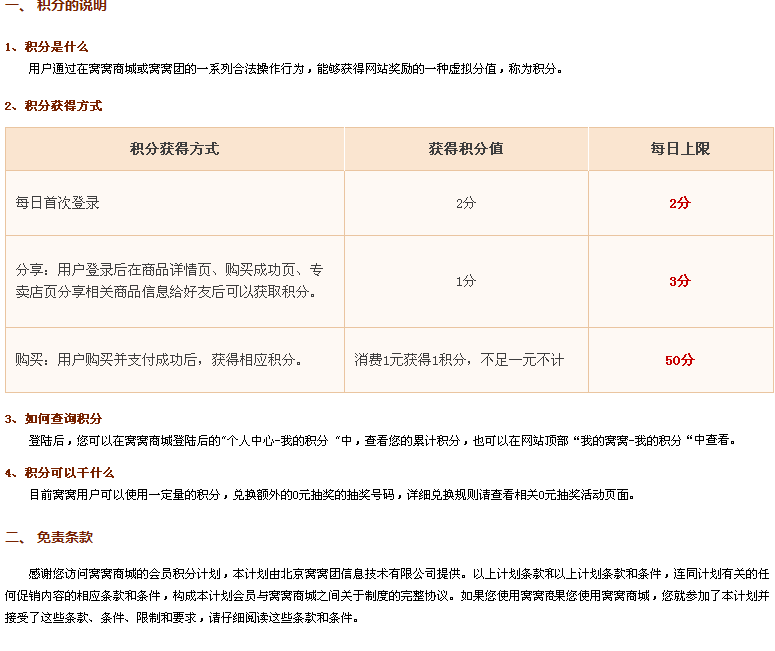 一、 积分的说明
1、积分是什么
用户通过在窝窝商城或窝窝团的一系列合法操作行为，能够获得网站奖励的一种虚拟分值，称为积分。
2、积分获得方式
积分获得方式 获得积分值 每日上限
每日首次登录 2分 2分
分享：用户登录后在商品详情页、购买成功页、专
卖店页分享相关商品信息给好友后可以获取积分。 1分 3分
购买：用户购买并支付成功后，获得相应积分。 消费1元获得1积分，不足一元不计 50分
3、如何查询积分
登陆后，您可以在窝窝商城登陆后的“个人中心-我的积分 “中，查看您的累计积分，也可以在网站顶部“我的窝窝-我的积分“中查看。
4、积分可以干什么
目前窝窝用户可以使用一定量的积分，兑换额外的0元抽奖的抽奖号码，详细兑换规则请查看相关0元抽奖活动页面。
二、 免责条款
感谢您访问窝窝商城的会员积分计划，本计划由北京窝窝团信息技术有限公司提供。以上计划条款和以上计划条款和条件，连同计划有关的任
何促销内容的相应条款和条件，构成本计划会员与窝窝商城之间关于制度的完整协议。如果您使用窝窝商果您使用窝窝商城，您就参加了本计划并
接受了这些条款、条件、限制和要求，请仔细阅读这些条款和条件。